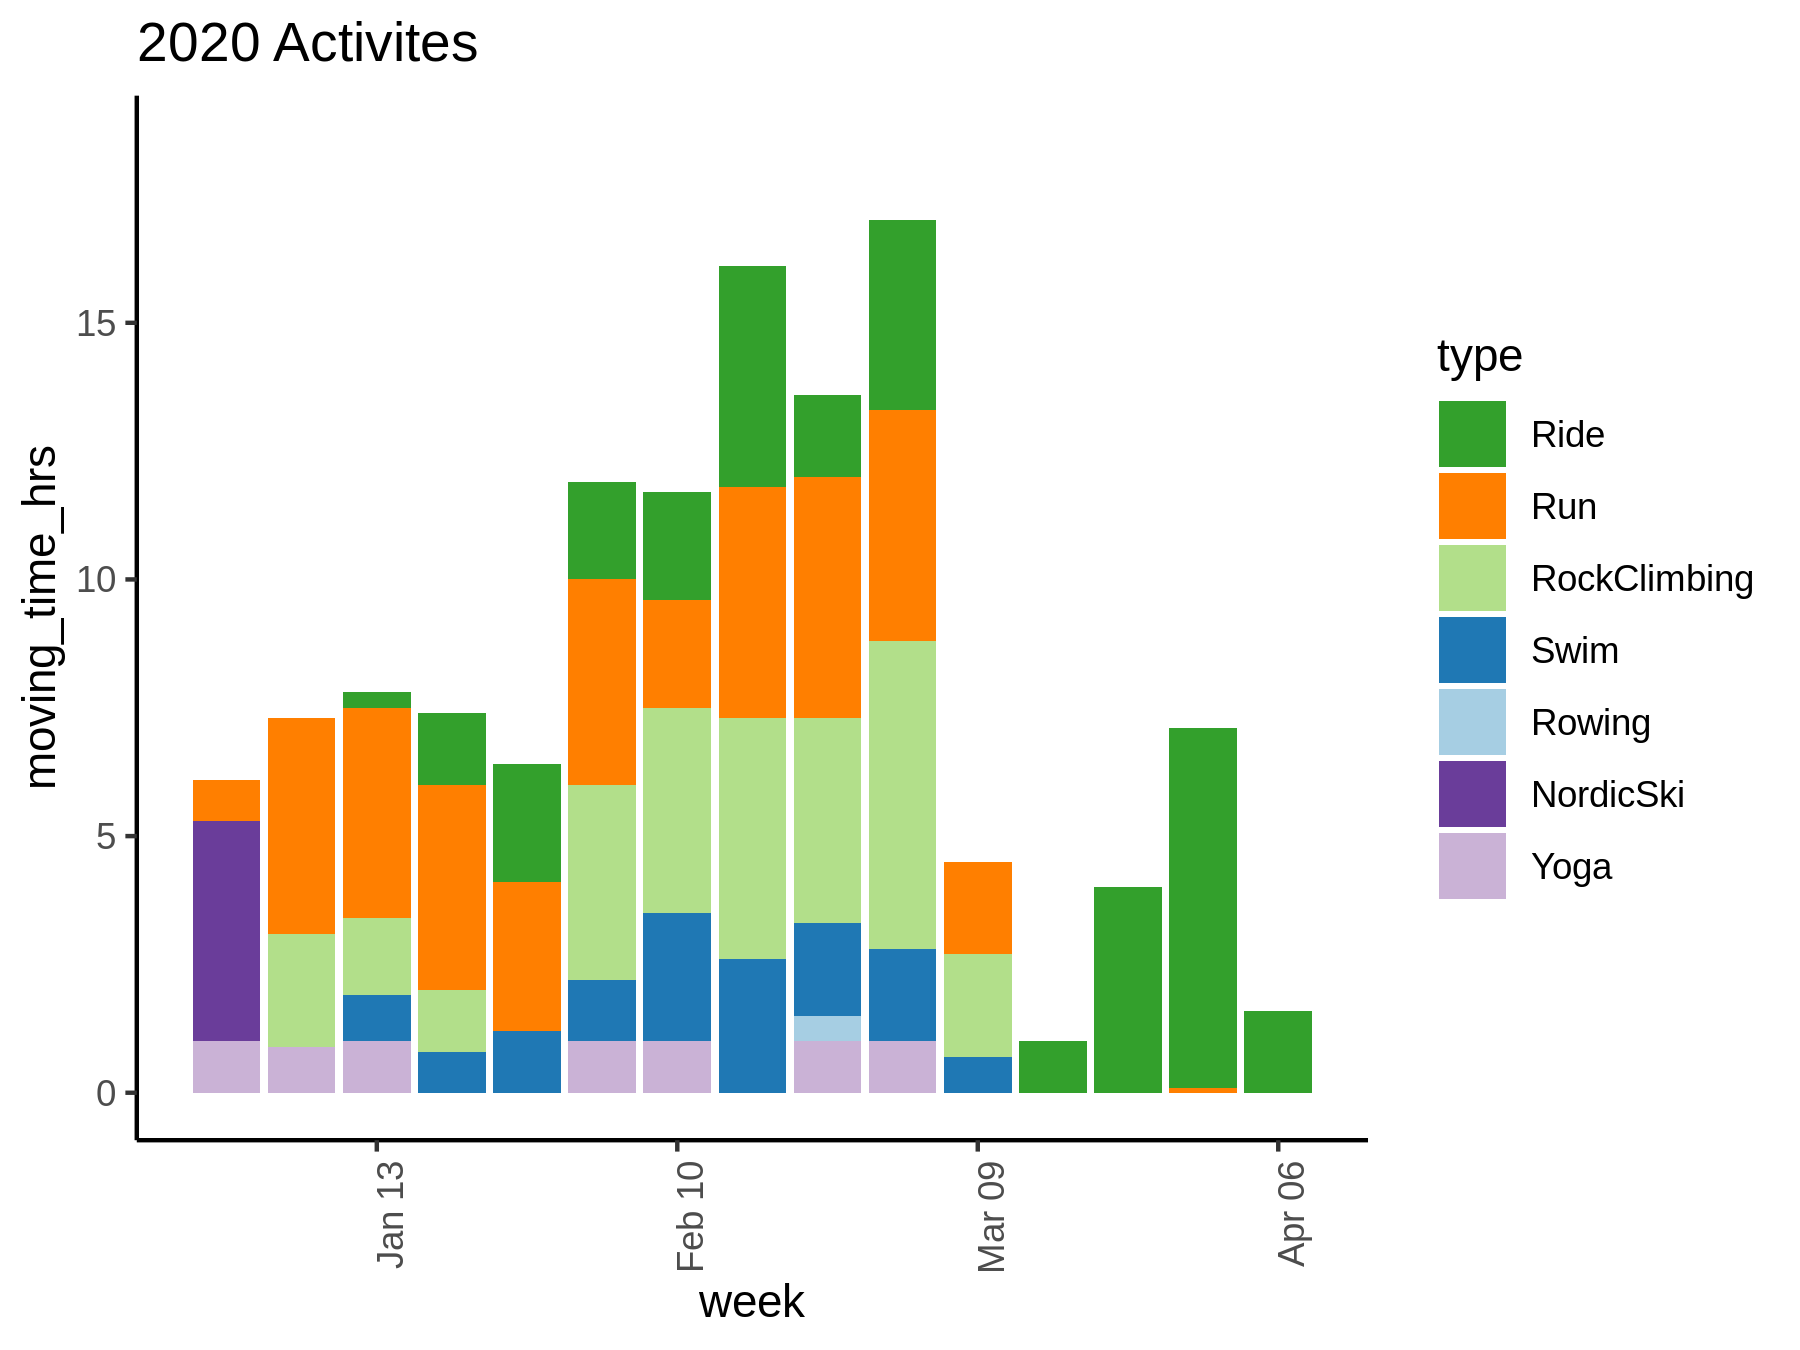 2020 Activites
moving_time_hrs
15
10
5
0
Jan 13
Feb 10
Mar 09
Apr 06
week
type
Ride
Run
RockClimbing
Swim
Rowing
NordicSki
Yoga